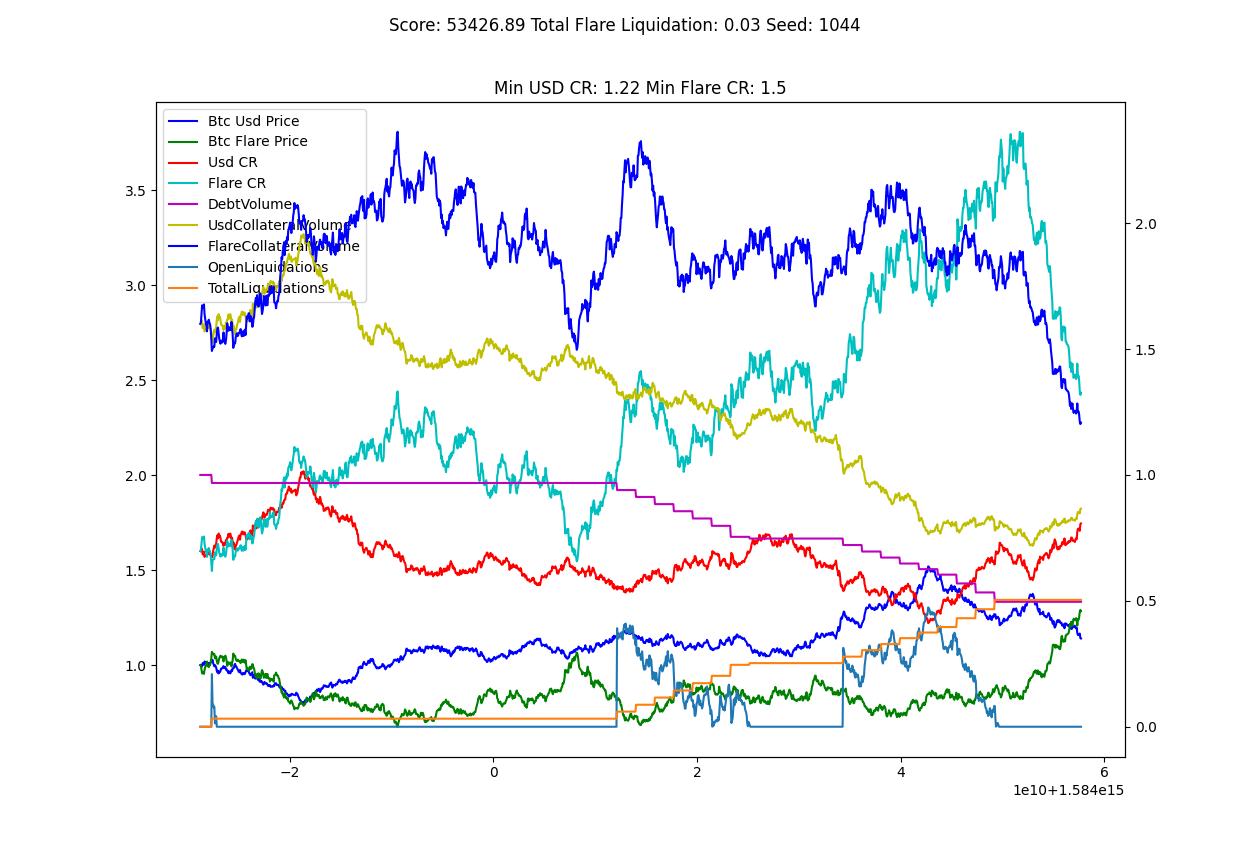 Score: 53426.89 Total Flare Liquidation: 0.03 Seed: 1044
Min USD CR: 1.22 Min Flare CR: 1.5
Btc Usd Price
Btc Flare Price
Usd CR
Flare CR
DebtVolume
UsdCollateralVolume
FlareCollateralVolume
OpenLiquidations
TotalLiquidations
3.5
3.0
2.5
2.0
1.5
1.0
2.0
1.5
1.0
0.5
0.0
−2
0
2
4
6
1e10+1.584e15